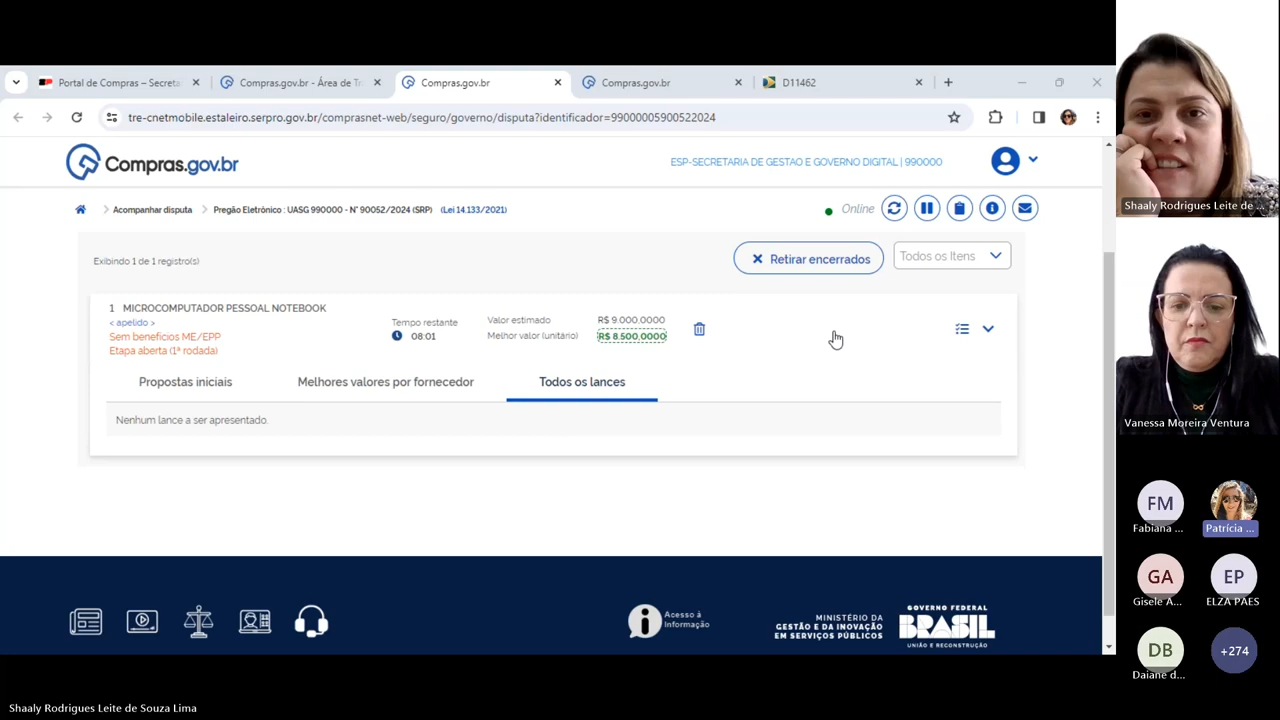 Portal de Compras – Secreta
Compras.gov.br - Área de Tr
Compras.gov.br
Compras.gov.br
D11462
tre-cnetmobile.estaleiro.serpro.gov.br/comprasnet-web/seguro/governo/disputa?identificador=99000005900522024
Compras.gov.br
ESP-SECRETARIA DE GESTAO E GOVERNO DIGITAL | 990000
Acompanhar disputa
Pregão Eletrônico : UASG 990000 - N° 90052/2024 (SRP) (Lei 14.133/2021)
Online
Exibindo 1 de 1 registro(s)
Retirar encerrados
Todos os Itens
1 MICROCOMPUTADOR PESSOAL NOTEBOOK
< apelido >
Sem benefícios ME/EPP
Etapa aberta (1ª rodada)
Tempo restante
08:01
Valor estimado R$ 9.000,0000
Melhor valor (unitário) R$ 8.500,0000
Propostas iniciais
Melhores valores por fornecedor
Todos os lances
Nenhum lance a ser apresentado.
Acesso à
Informação
MINISTÉRIO DA
GESTÃO E DA INOVAÇÃO
EM SERVIÇOS PÚBLICOS
GOVERNO FEDERAL
BRASIL
UNIÃO E RECONSTRUÇÃO
Shaaly Rodrigues Leite de ...
Vanessa Moreira Ventura
FM
Fabiana ...
Patrícia ...
GA
Gisele A...
EP
ELZA PAES
DB
Daiane d...
+274
Shaaly Rodrigues Leite de Souza Lima